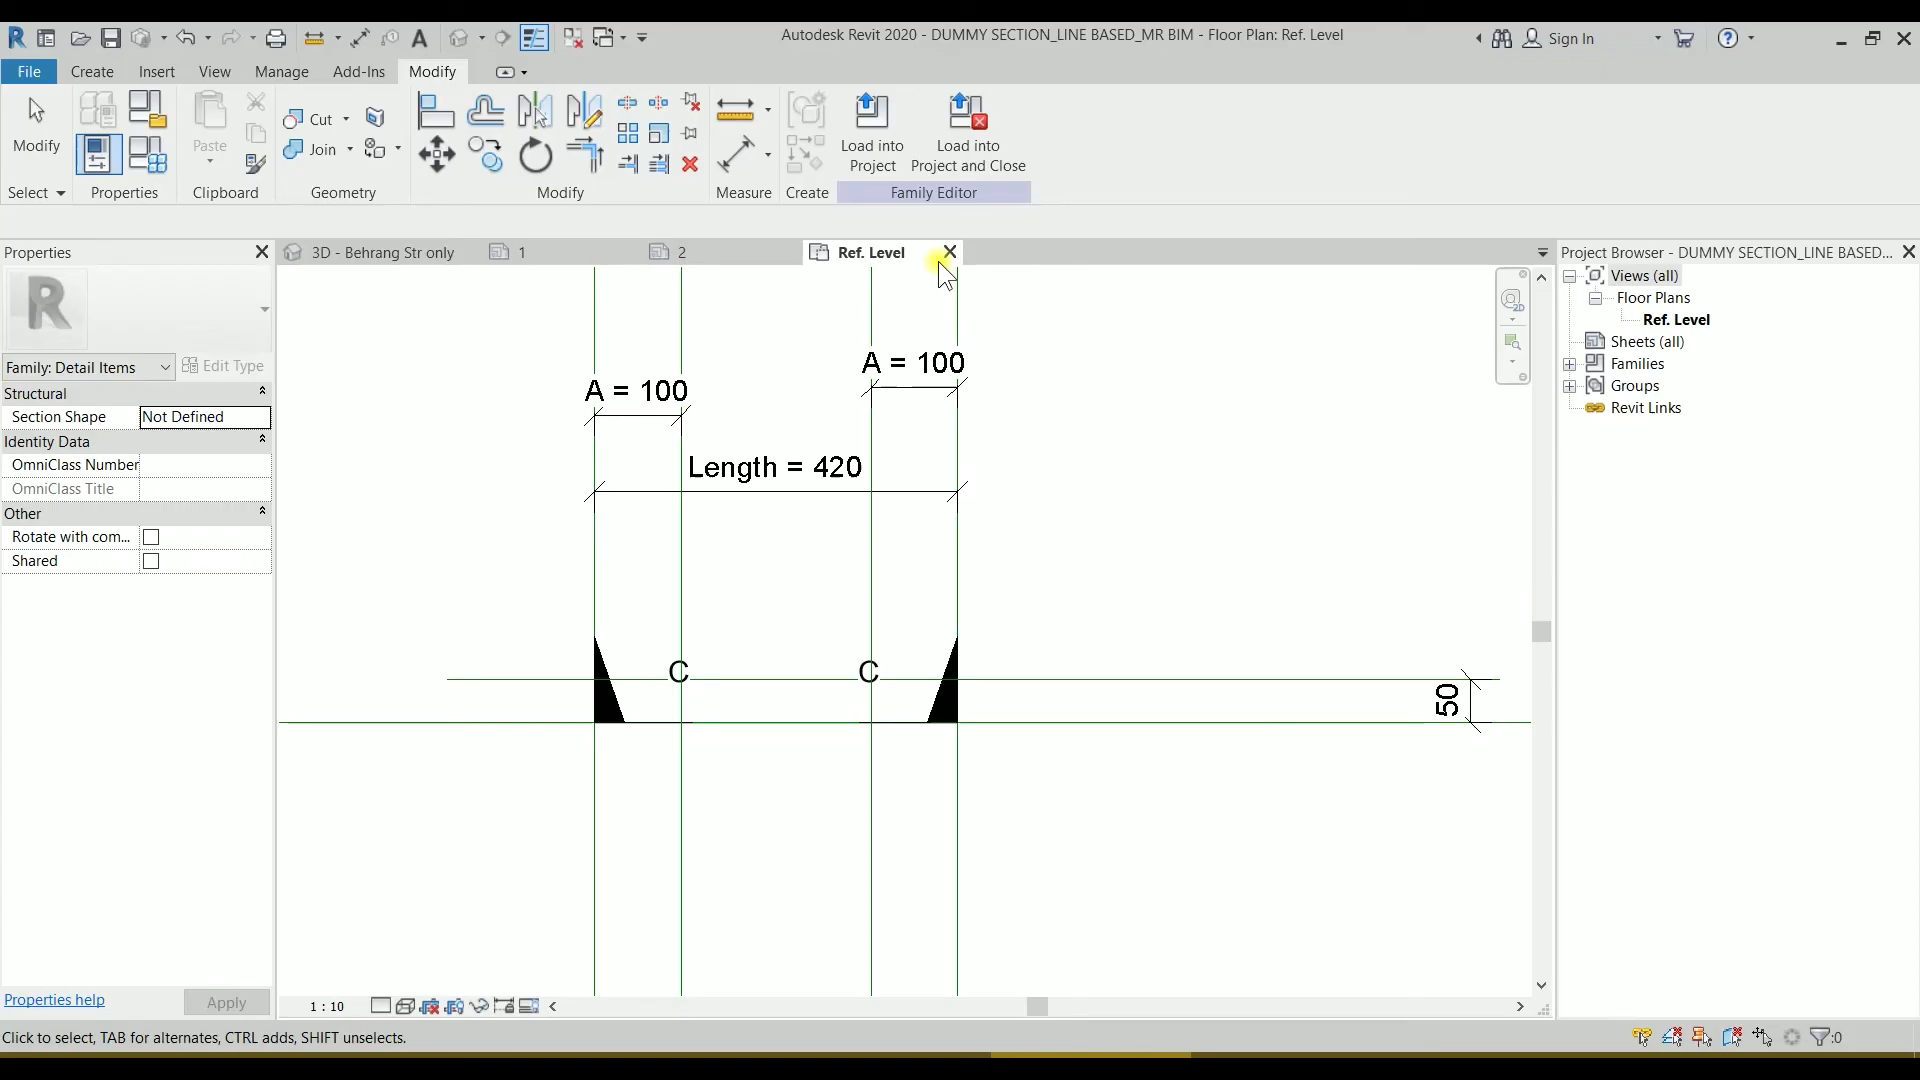 Autodesk Revit 2020 - DUMMY SECTION_LINE BASED_MR BIM - Floor Plan: Ref. Level
Sign In
File Create Insert View Manage Add-Ins Modify
Modify
Paste
Cut
Join
Load into Project
Load into Project and Close
Select Properties Clipboard Geometry Modify Measure Create Family Editor
Properties
3D - Behrang Str only
1
2
Ref. Level
Project Browser - DUMMY SECTION_LINE BASED...
R
Family: Detail Items
Edit Type
Structural
Section Shape Not Defined
Identity Data
OmniClass Number
OmniClass Title
Other
Rotate with com...
Shared
Properties help
Apply
A = 100
A = 100
Length = 420
C
C
50
2D
Views (all)
Floor Plans
Ref. Level
Sheets (all)
Families
Groups
Revit Links
1 : 10
Click to select, TAB for alternates, CTRL adds, SHIFT unselects.
:0